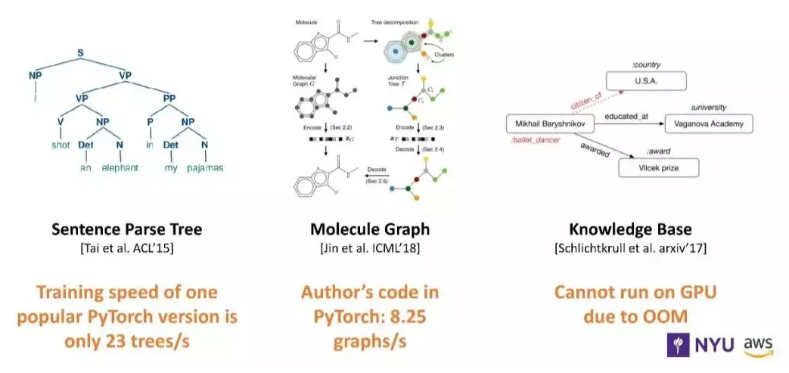 S
NP
VP
I
VP
PP
V
NP
P
NP
shot
Det
N
in
Det
N
an
elephant
my
pajamas
Sentence Parse Tree
[Tai et al. ACL'15]
Training speed of one
popular PyTorch version is
only 23 trees/s
Molecule
Tree decomposition
Clusters
Molecular
Graph G
Junction
Tree T
Encode
(Sec 2.2)
Encode
(Sec 2.3)
Decode
(Sec 2.4)
Decode
(Sec 2.5)
Molecule Graph
[Jin et al. ICML'18]
Author's code in
PyTorch: 8.25
graphs/s
:country
U.S.A.
citizen_of
:university
educated_at
Mikhail Baryshnikov
Vaganova Academy
:ballet_dancer
awarded
:award
Vilcek prize
Knowledge Base
[Schlichtkrull et al. arxiv'17]
Cannot run on GPU
due to OOM
NYU
aws